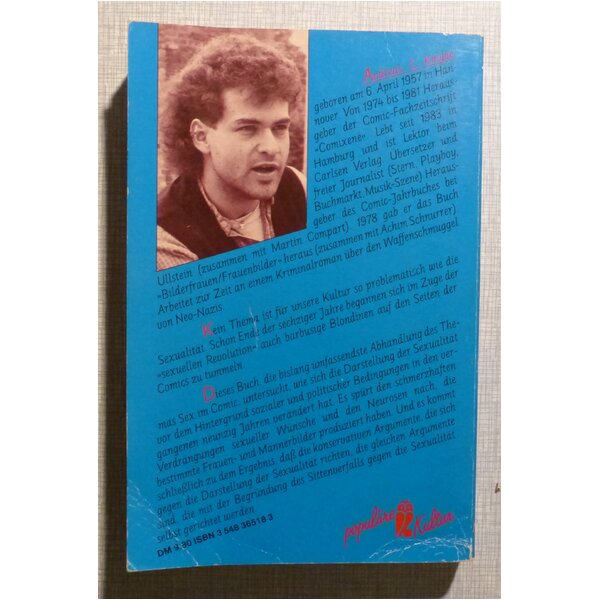 Andreas C. Knigge
geboren am 6. April 1957 in Han-
nover. Von 1974 bis 1981 Heraus-
geber der Comic-Fachzeitschrift
»Comixene«. Lebt seit 1983 in
Hamburg und ist Lektor beim
Carlsen Verlag. Übersetzer und
freier Journalist (Stern, Playboy,
Buchmarkt, Musik-Szene) Heraus-
geber des Comic-Jahrbuches bei
Ullstein (zusammen mit Martin Compart). 1978 gab er das Buch
»Bilderfrauen/Frauenbilder« heraus (zusammen mit Achim Schnurrer).
Arbeitet zur Zeit an einem Kriminalroman über den Waffenschmuggel
von Neo-Nazis
Kein Thema ist für unsere Kultur so problematisch wie die
Sexualität. Schon Ende der sechziger Jahre begannen sich im Zuge der
»sexuellen Revolution« auch barbusige Blondinen auf den Seiten der
Comics zu tummeln.
Dieses Buch, die bislang umfassendste Abhandlung des The-
mas Sex im Comic, untersucht, wie sich die Darstellung der Sexualität
vor dem Hintergrund sozialer und politischer Bedingungen in den ver-
gangenen neunzig Jahren verändert hat. Es spürt den schmerzhaften
Verdrängungen sexueller Wünsche und den Neurosen nach, die
bestimmte Frauen- und Männerbilder produziert haben. Und es kommt
schließlich zu dem Ergebnis, daß die konservativen Argumente, die sich
gegen die Darstellung der Sexualität richten, die gleichen Argumente
sind, die mit der Begründung des Sittenverfalls gegen die Sexualität
selbst gerichtet werden.
populäre Kultur
DM 9.80 ISBN 3 548 36518 3